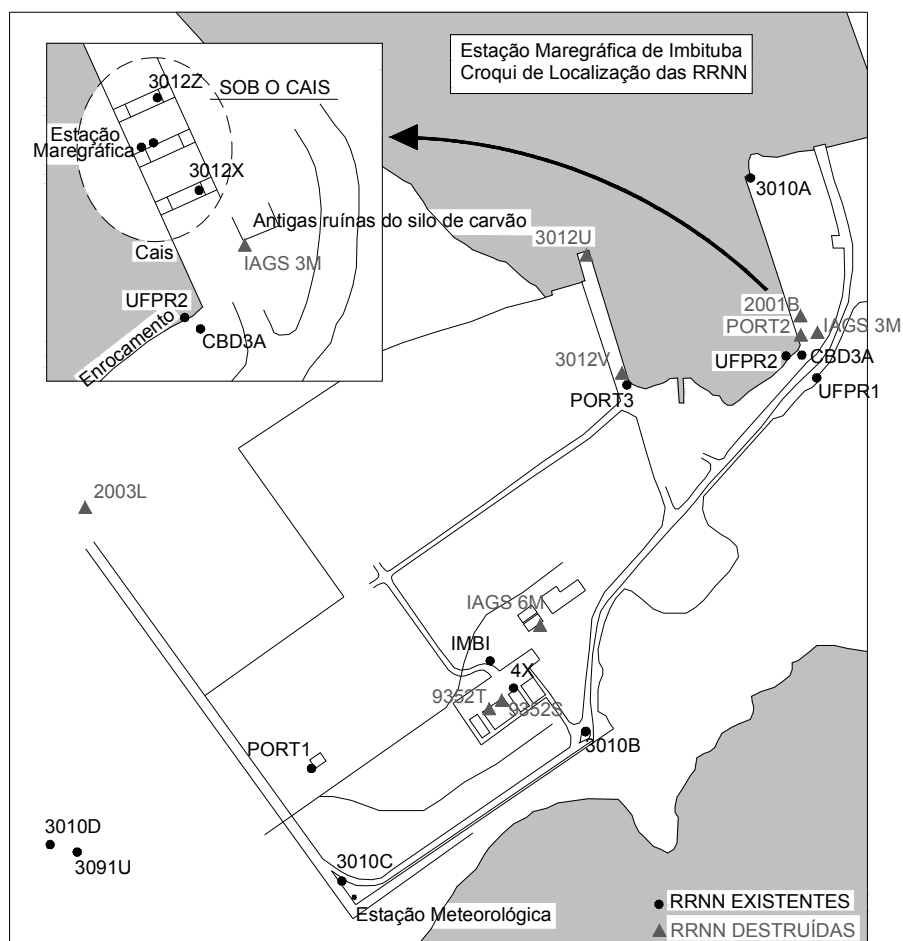 Estação Maregráfica de Imbituba
Croqui de Localização das RRNN
3012Z
SOB O CAIS
Estação
Maregráfica
3012X
Antigas ruínas do silo de carvão
IAGS 3M
Cais
UFPR2
CBD3A
Enrocamento
3010A
3012U
2001B
PORT2
IAGS 3M
UFPR2
CBD3A
UFPR1
3012V
PORT3
2003L
IAGS 6M
IMBI
4X
9352T
9352S
3010B
PORT1
3010D
3091U
3010C
Estação Meteorológica
RRNN EXISTENTES
RRNN DESTRUÍDAS